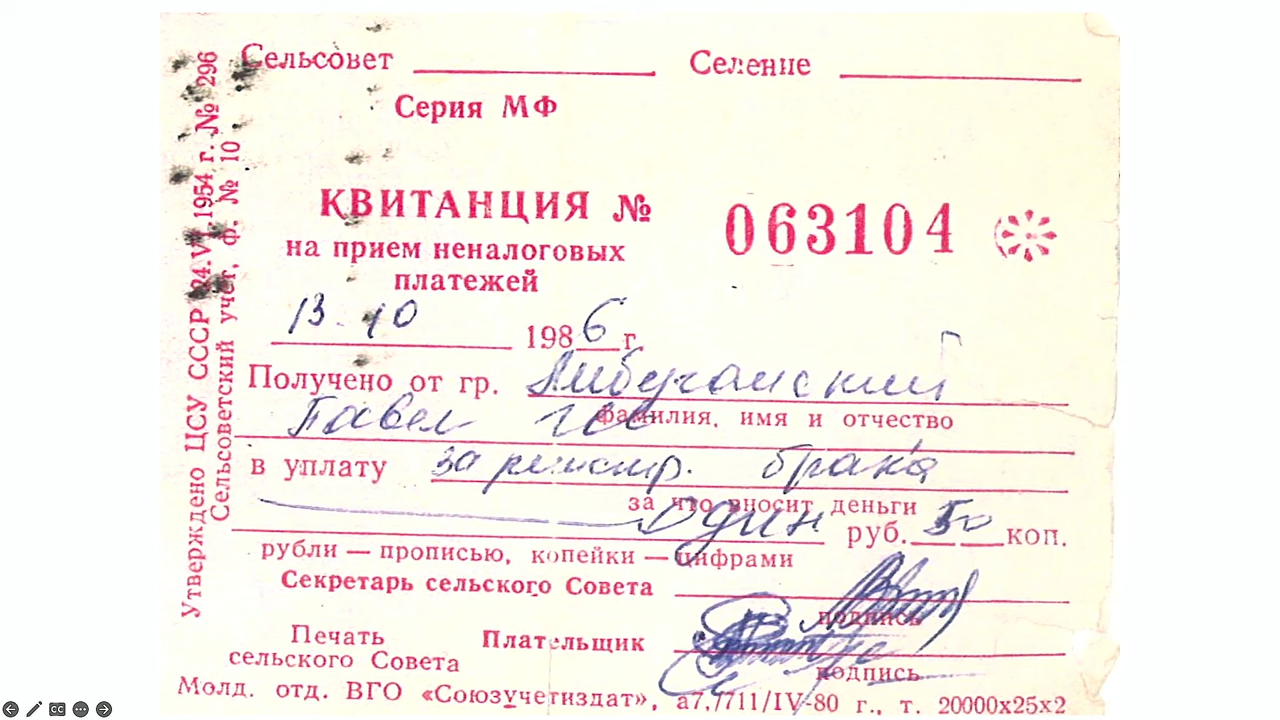 Сельсовет Селение
Серия МФ
КВИТАНЦИЯ № 063104
на прием неналоговых
платежей
13.10 1986 г.
Получено от гр.
фамилия, имя и отчество
Павел
в уплату за регистр. брака
за что вносит деньги
один руб. 50 коп.
рубли — прописью, копейки — цифрами
Секретарь сельского Совета
подпись
Печать Плательщик
сельского Совета
подпись
Молд. отд. ВГО «Союзучетиздат», а7,7711/IV-80 г., т. 20000х25х2
Утверждено ЦСУ СССР 24.VI.1954 г. № 296
Сельсоветский учет, ф. № 10